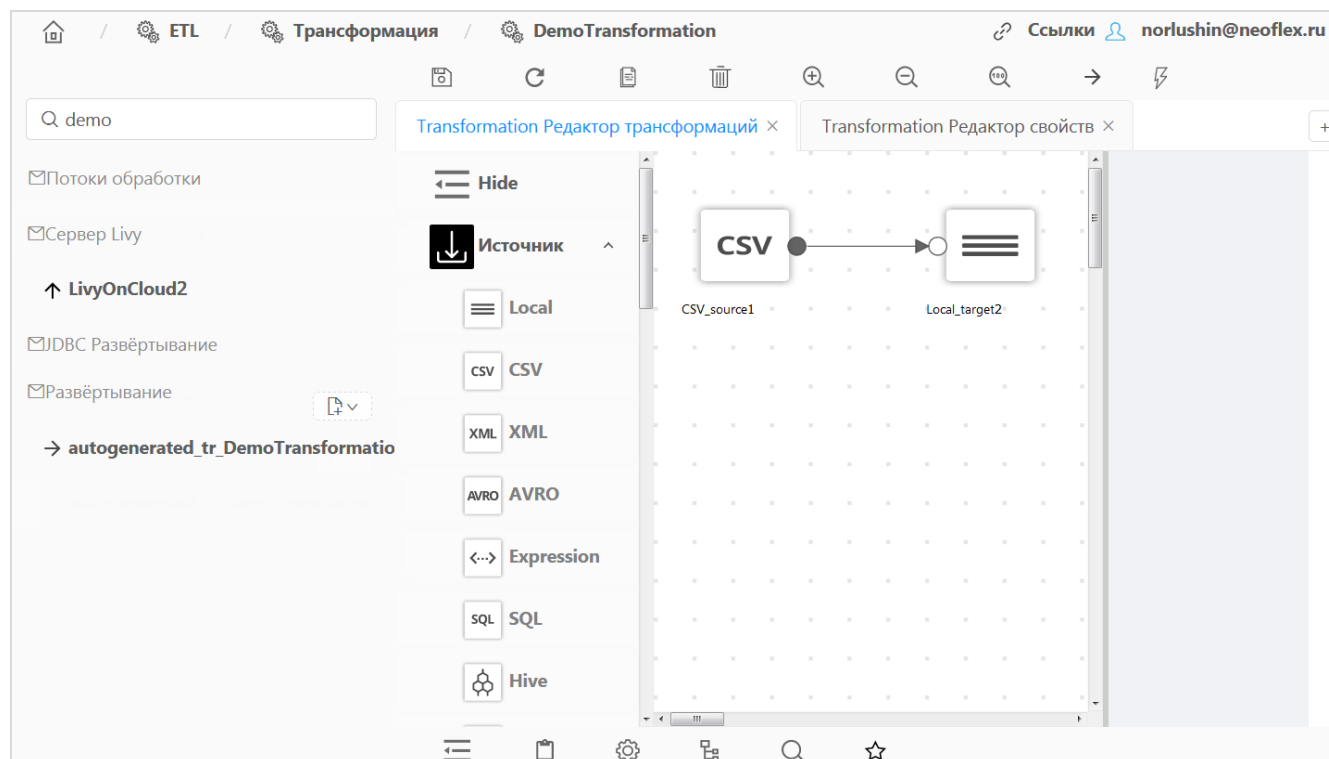 ETL / Трансформация / DemoTransformation Ссылки norlushin@neoflex.ru
100
demo
Потоки обработки
Сервер Livy
LivyOnCloud2
JDBC Развёртывание
Развёртывание
autogenerated_tr_DemoTransformatio
Transformation Редактор трансформаций × Transformation Редактор свойств ×
Hide
Источник
Local
CSV CSV
XML XML
AVRO AVRO
Expression
SQL SQL
Hive
CSV
CSV_source1 Local_target2